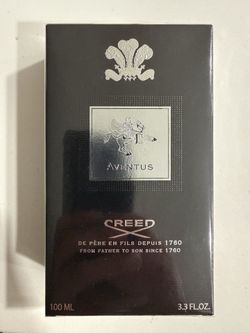 AVENTUS
CREED
DE PÈRE EN FILS DEPUIS 1760
FROM FATHER TO SON SINCE 1760
100 ML 3.3 FL.OZ.